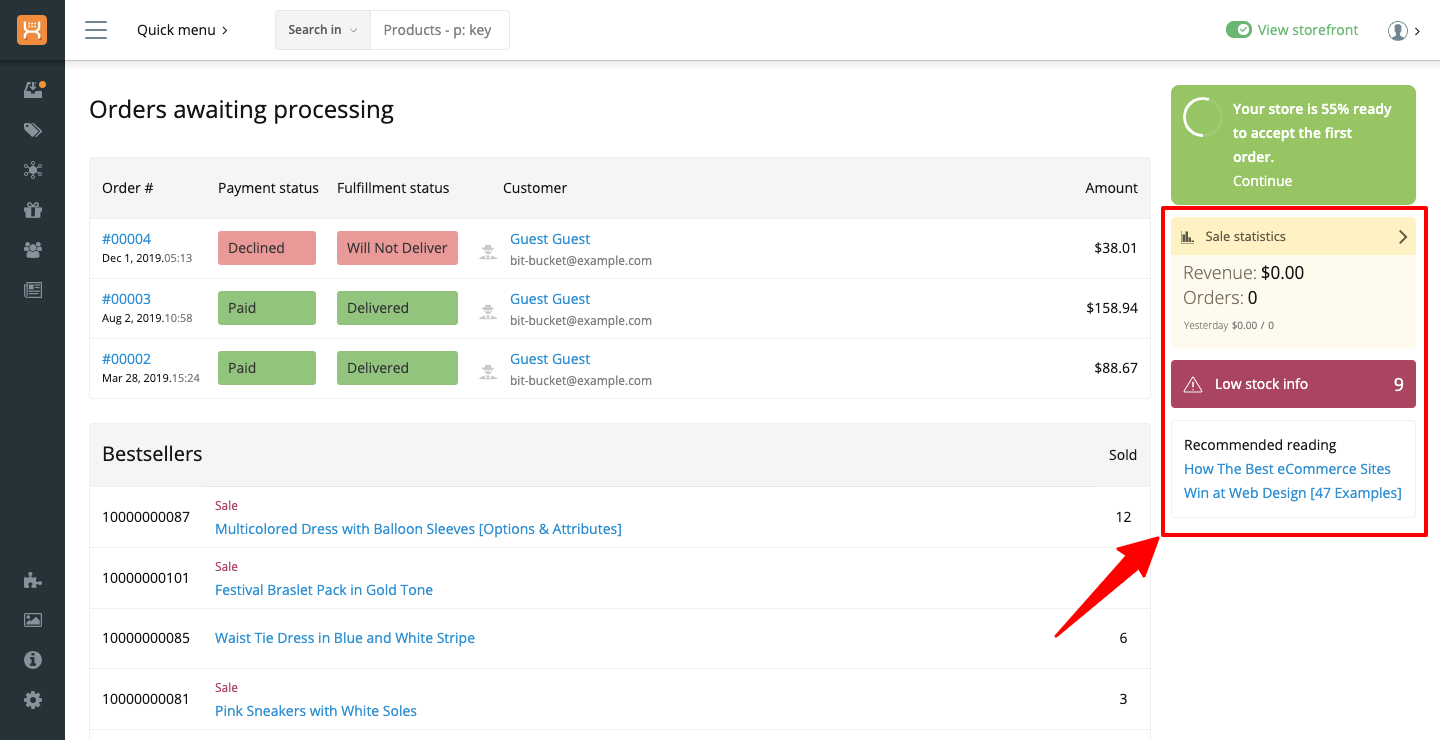 Quick menu
Search in
Products - p: key
View storefront
Orders awaiting processing
Order # Payment status Fulfillment status Customer Amount
#00004 Declined Will Not Deliver Guest Guest $38.01
Dec 1, 2019.05:13 bit-bucket@example.com
#00003 Paid Delivered Guest Guest $158.94
Aug 2, 2019.10:58 bit-bucket@example.com
#00002 Paid Delivered Guest Guest $88.67
Mar 28, 2019.15:24 bit-bucket@example.com
Bestsellers Sold
Sale
10000000087 Multicolored Dress with Balloon Sleeves [Options & Attributes] 12
Sale
10000000101 Festival Braslet Pack in Gold Tone
10000000085 Waist Tie Dress in Blue and White Stripe 6
Sale
10000000081 Pink Sneakers with White Soles 3
Your store is 55% ready
to accept the first
order.
Continue
Sale statistics
Revenue: $0.00
Orders: 0
Yesterday $0.00 / 0
Low stock info 9
Recommended reading
How The Best eCommerce Sites
Win at Web Design [47 Examples]